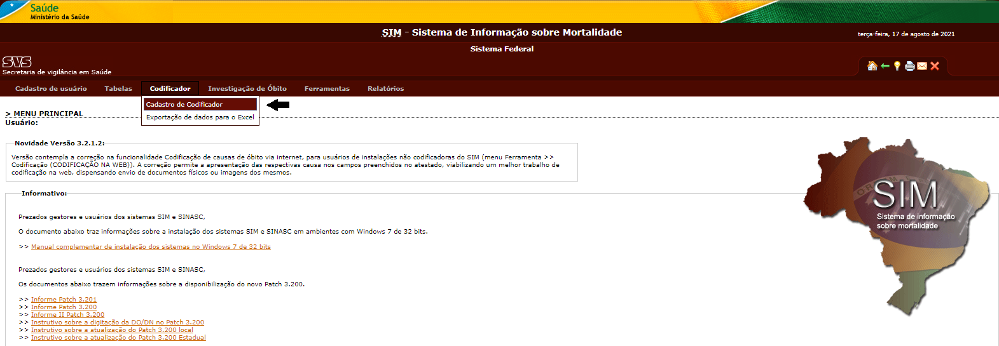 Saúde
Ministério da Saúde
SIM - Sistema de Informação sobre Mortalidade
terça-feira, 17 de agosto de 2021
Sistema Federal
SVS
Secretaria de vigilância em Saúde
Cadastro de usuário Tabelas Codificador Investigação de Óbito Ferramentas Relatórios
Cadastro de Codificador
Exportação de dados para o Excel
> MENU PRINCIPAL
Usuário:
Novidade Versão 3.2.1.2:
Versão contempla a correção na funcionalidade Codificação de causas de óbito via internet, para usuários de instalações não codificadoras do SIM (menu Ferramenta >>
Codificação (CODIFICAÇÃO NA WEB)). A correção permite a apresentação das respectivas causa nos campos preenchidos no atestado, viabilizando um melhor trabalho de
codificação na web, dispensando envio de documentos físicos ou imagens dos mesmos.
Informativo:
Prezados gestores e usuários dos sistemas SIM e SINASC,
O documento abaixo traz informações sobre a instalação dos sistemas SIM e SINASC em ambientes com Windows 7 de 32 bits.
>> Manual complementar de instalação dos sistemas no Windows 7 de 32 bits
Prezados gestores e usuários dos sistemas SIM e SINASC,
Os documentos abaixo trazem informações sobre a disponibilização do novo Patch 3.200.
>> Informe Patch 3.201
>> Informe Patch 3.200
>> Informe II Patch 3.200
>> Instrutivo sobre a digitação da DO/DN no Patch 3.200
>> Instrutivo sobre a atualização do Patch 3.200 local
>> Instrutivo sobre a atualização do Patch 3.200 Estadual
SIM
Sistema de informação
sobre mortalidade